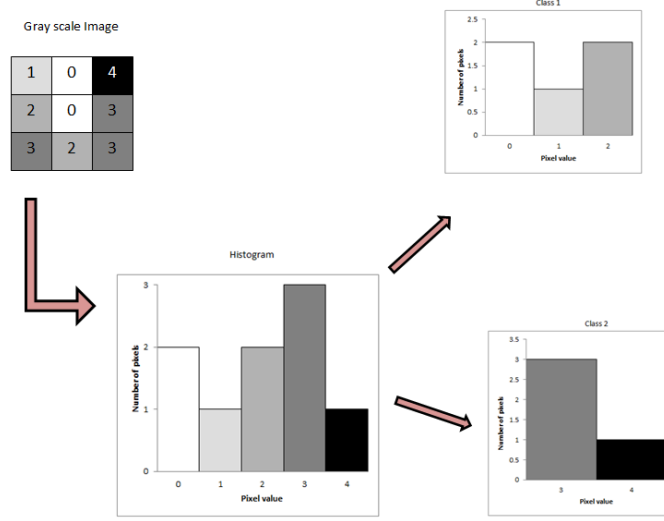 Gray scale Image
1 0 4
2 0 3
3 2 3
Class 1
Number of pixels
2.5
2
1.5
1
0.5
0
0 1 2
Pixel value
Histogram
Number of pixels
3
2
1
0
0 1 2 3 4
Pixel value
Class 2
Number of pixels
3.5
3
2.5
2
1.5
1
0.5
0
3 4
Pixel value